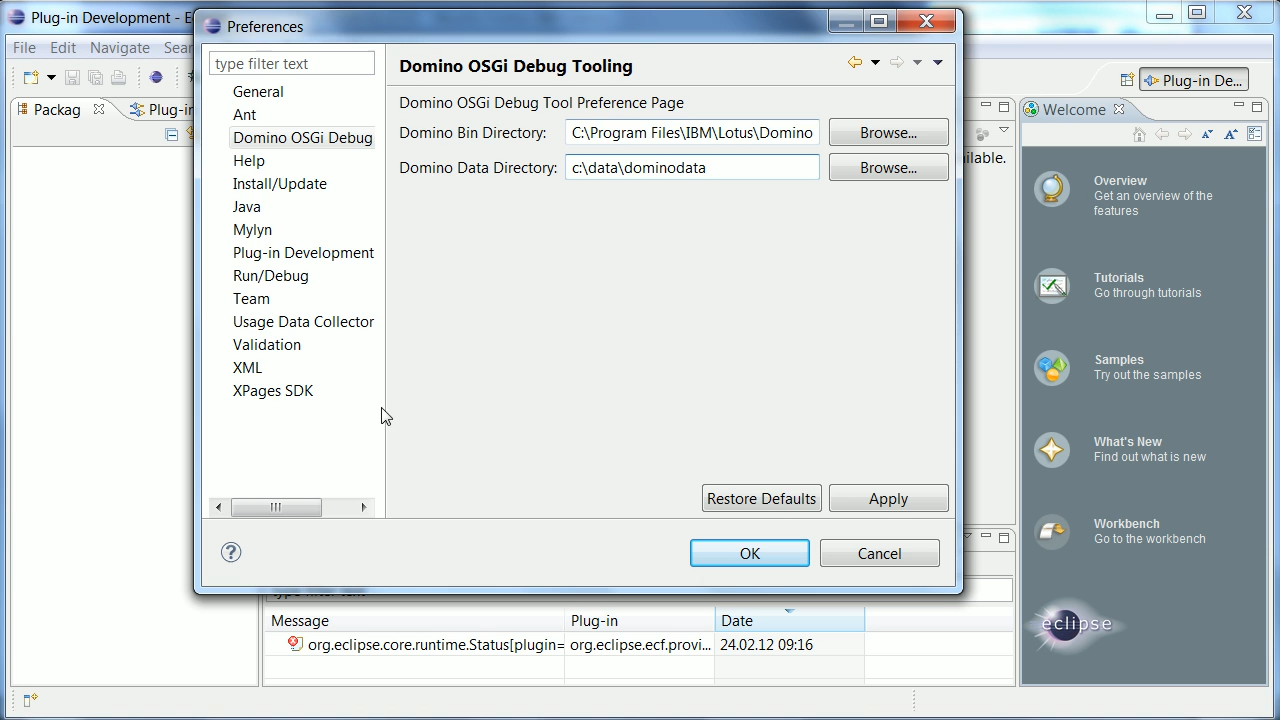 Plug-in Development - E
Preferences
File Edit Navigate Sear
type filter text
Domino OSGi Debug Tooling
Plug-in De...
Packag
Plug-in
General
Ant
Domino OSGi Debug
Help
Install/Update
Java
Mylyn
Plug-in Development
Run/Debug
Team
Usage Data Collector
Validation
XML
XPages SDK
Domino OSGi Debug Tool Preference Page
Domino Bin Directory: C:\Program Files\IBM\Lotus\Domino Browse...
Domino Data Directory: c:\data\dominodata Browse...
Restore Defaults Apply
OK Cancel
ilable.
Welcome
Overview
Get an overview of the
features
Tutorials
Go through tutorials
Samples
Try out the samples
What's New
Find out what is new
Workbench
Go to the workbench
eclipse
Message Plug-in Date
org.eclipse.core.runtime.Status[plugin= org.eclipse.ecf.provi... 24.02.12 09:16